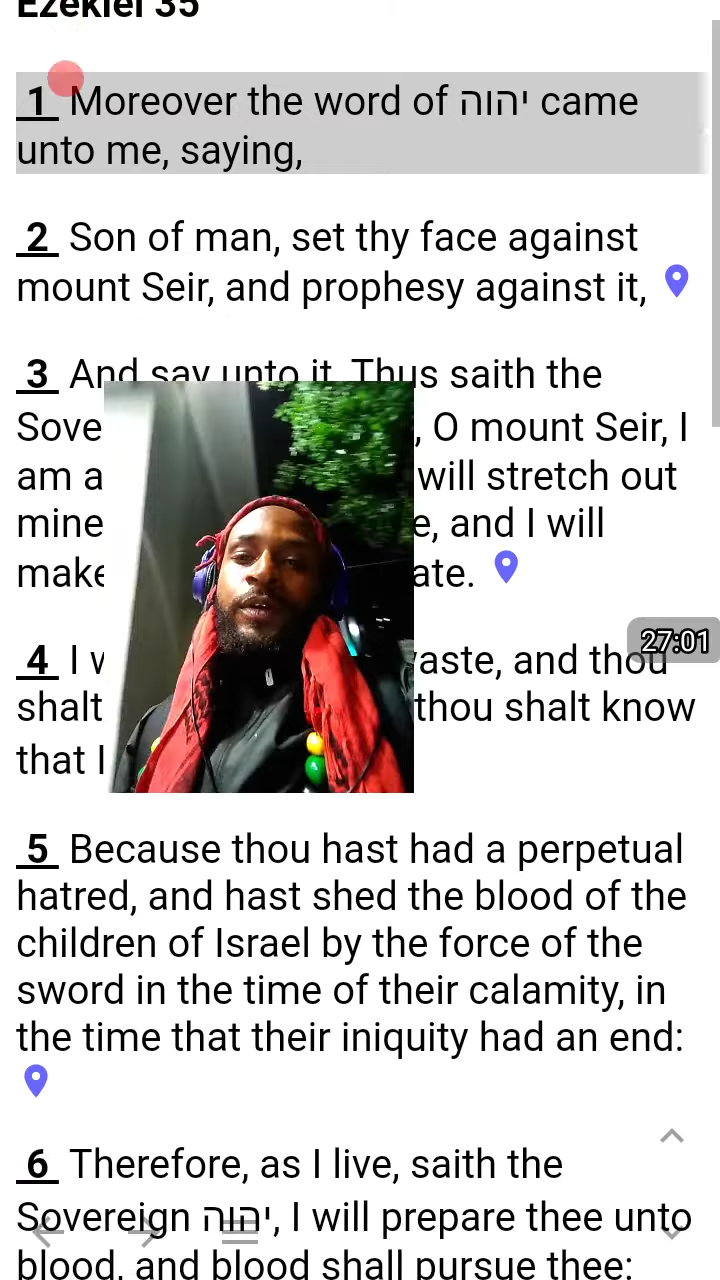 Ezekiel 35
1 Moreover the word of יהוה came
unto me, saying,
2 Son of man, set thy face against
mount Seir, and prophesy against it,
3 And say unto it, Thus saith the
Sove , O mount Seir, I
am a will stretch out
mine e, and I will
make ate.
27:01
4 I w aste, and thou
shalt thou shalt know
that I
5 Because thou hast had a perpetual
hatred, and hast shed the blood of the
children of Israel by the force of the
sword in the time of their calamity, in
the time that their iniquity had an end:
6 Therefore, as I live, saith the
Sovereign יהוה, I will prepare thee unto
blood, and blood shall pursue thee: